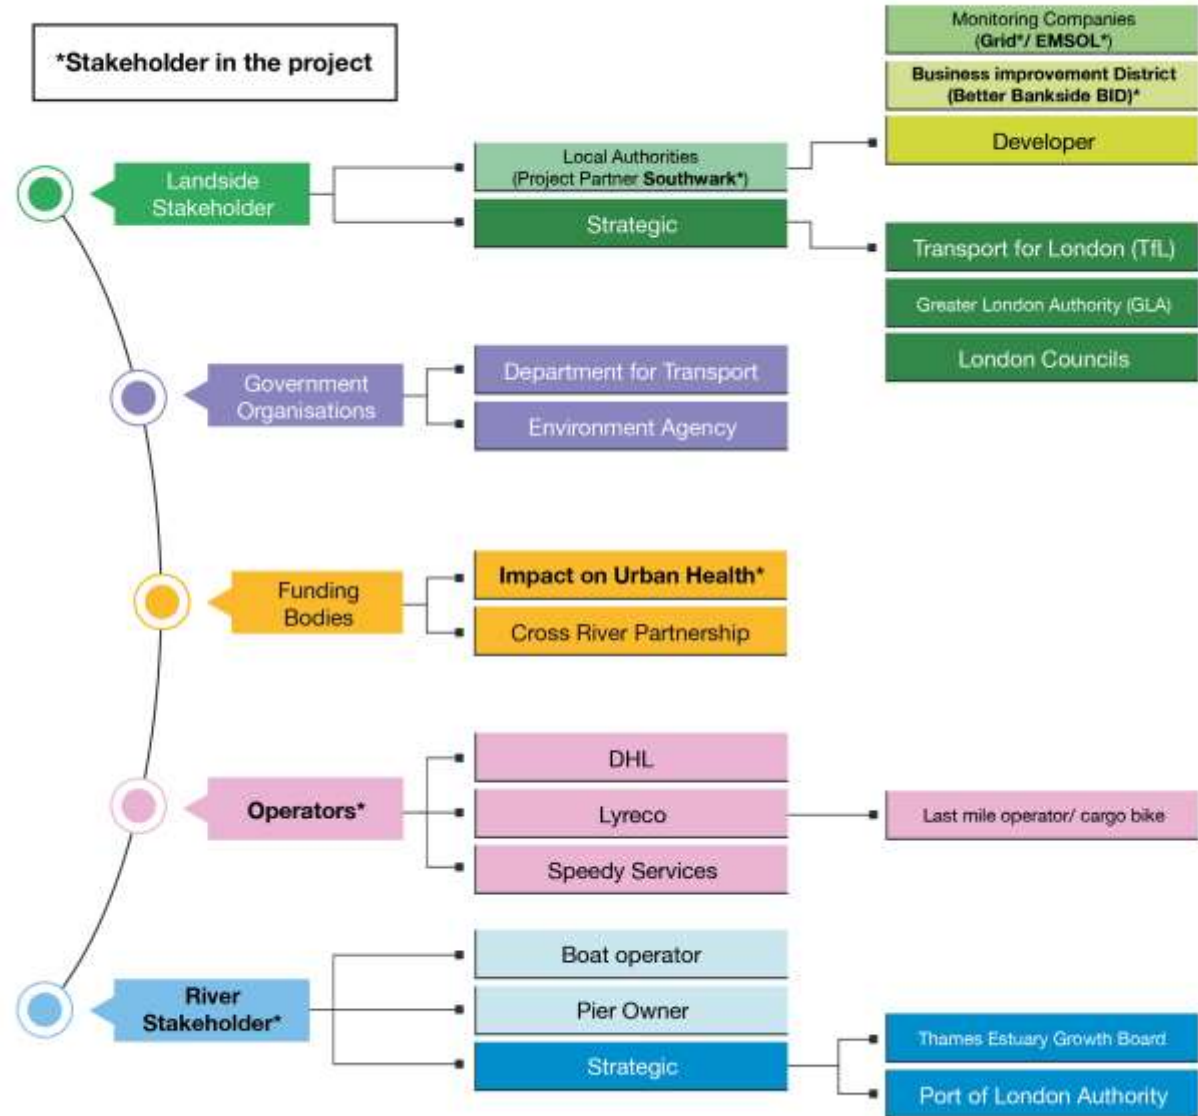 *Stakeholder in the project
Monitoring Companies
(Grid*/ EMSOL*)
Business improvement District
(Better Bankside BID)*
Developer
Landside
Stakeholder
Local Authorities
(Project Partner Southwark*)
Strategic
Transport for London (TfL)
Greater London Authority (GLA)
London Councils
Government
Organisations
Department for Transport
Environment Agency
Funding
Bodies
Impact on Urban Health*
Cross River Partnership
Operators*
DHL
Lyreco
Speedy Services
Last mile operator/ cargo bike
River
Stakeholder*
Boat operator
Pier Owner
Strategic
Thames Estuary Growth Board
Port of London Authority